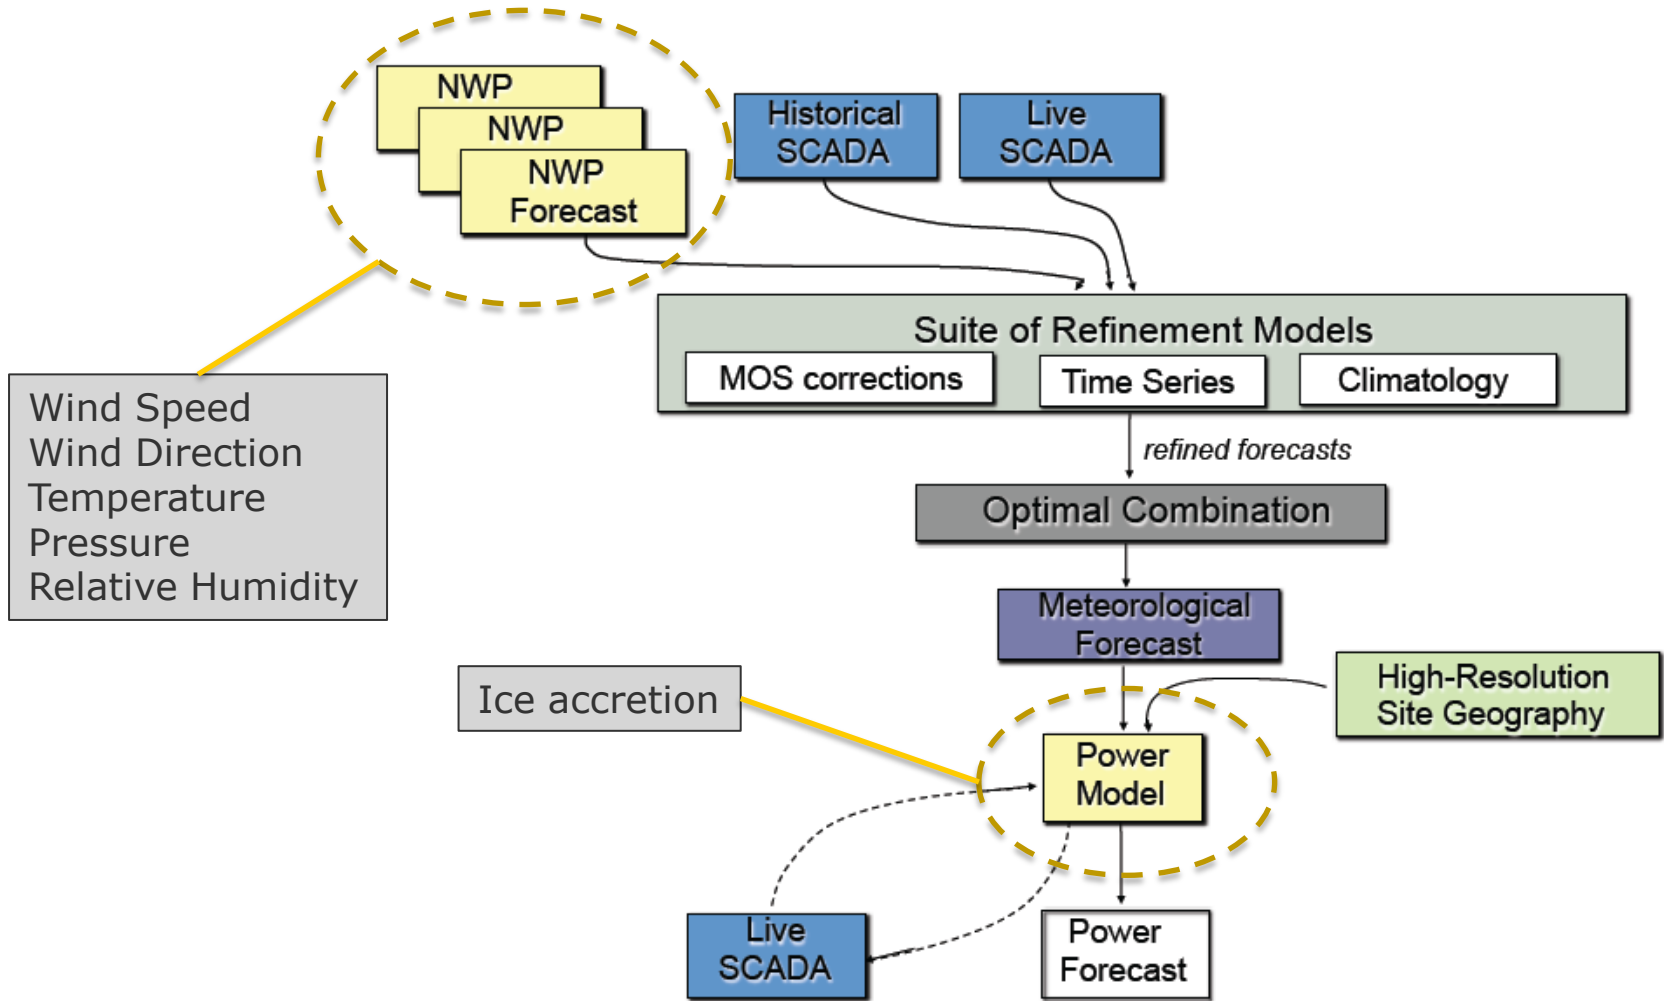 NWP
NWP
NWP
Forecast
Historical
SCADA
Live
SCADA
Suite of Refinement Models
MOS corrections
Time Series
Climatology
Wind Speed
Wind Direction
Temperature
Pressure
Relative Humidity
refined forecasts
Optimal Combination
Meteorological
Forecast
Ice accretion
High-Resolution
Site Geography
Power
Model
Live
SCADA
Power
Forecast